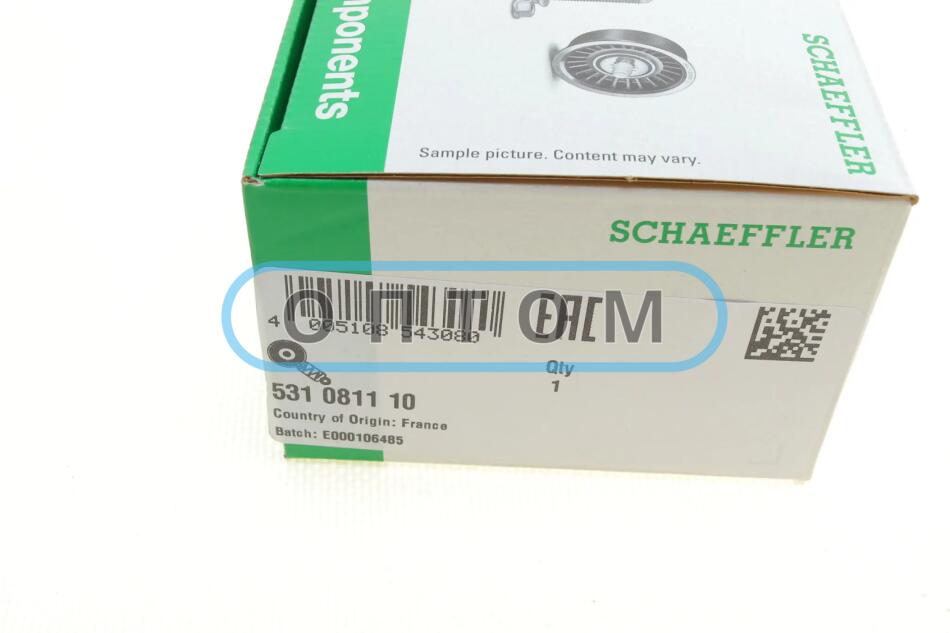 mponents
SCHAEFFLER
Sample picture. Content may vary.
SCHAEFFLER
ОПТОМ
EAC
4 005108 543080
Qty
1
531 0811 10
Country of Origin: France
Batch: E000106485